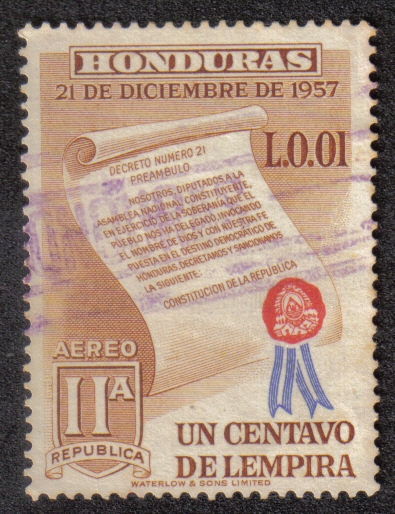 HONDURAS
21 DE DICIEMBRE DE 1957
L.0.01
DECRETO NUMERO 21
PREAMBULO
NOSOTROS, DIPUTADOS A LA
ASAMBLEA NACIONAL CONSTITUYENTE,
EN EJERCICIO DE LA SOBERANIA QUE EL
PUEBLO NOS HA DELEGADO, INVOCANDO
EL NOMBRE DE DIOS Y CON NUESTRA FE
PUESTA EN EL DESTINO DEMOCRATICO DE
HONDURAS, DECRETAMOS Y SANCIONAMOS
LA SIGUIENTE:
CONSTITUCION DE LA REPUBLICA
AEREO
IIA
REPUBLICA
UN CENTAVO
DE LEMPIRA
WATERLOW & SONS LIMITED